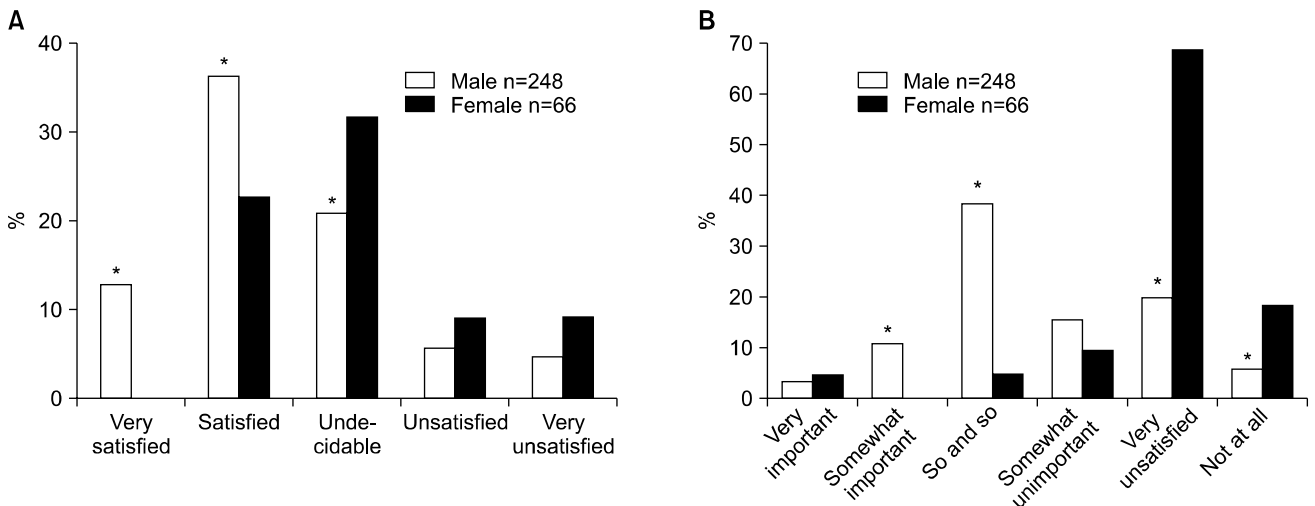 A
40
30
20
10
0
%
Male n=248
Female n=66
*
*
*
Very
satisfied
Satisfied
Unde-
cidable
Unsatisfied
Very
unsatisfied
B
70
60
50
40
30
20
10
0
%
Male n=248
Female n=66
*
*
*
*
Very
important
Somewhat
important
So and so
Somewhat
unimportant
Very
unsatisfied
Not at all